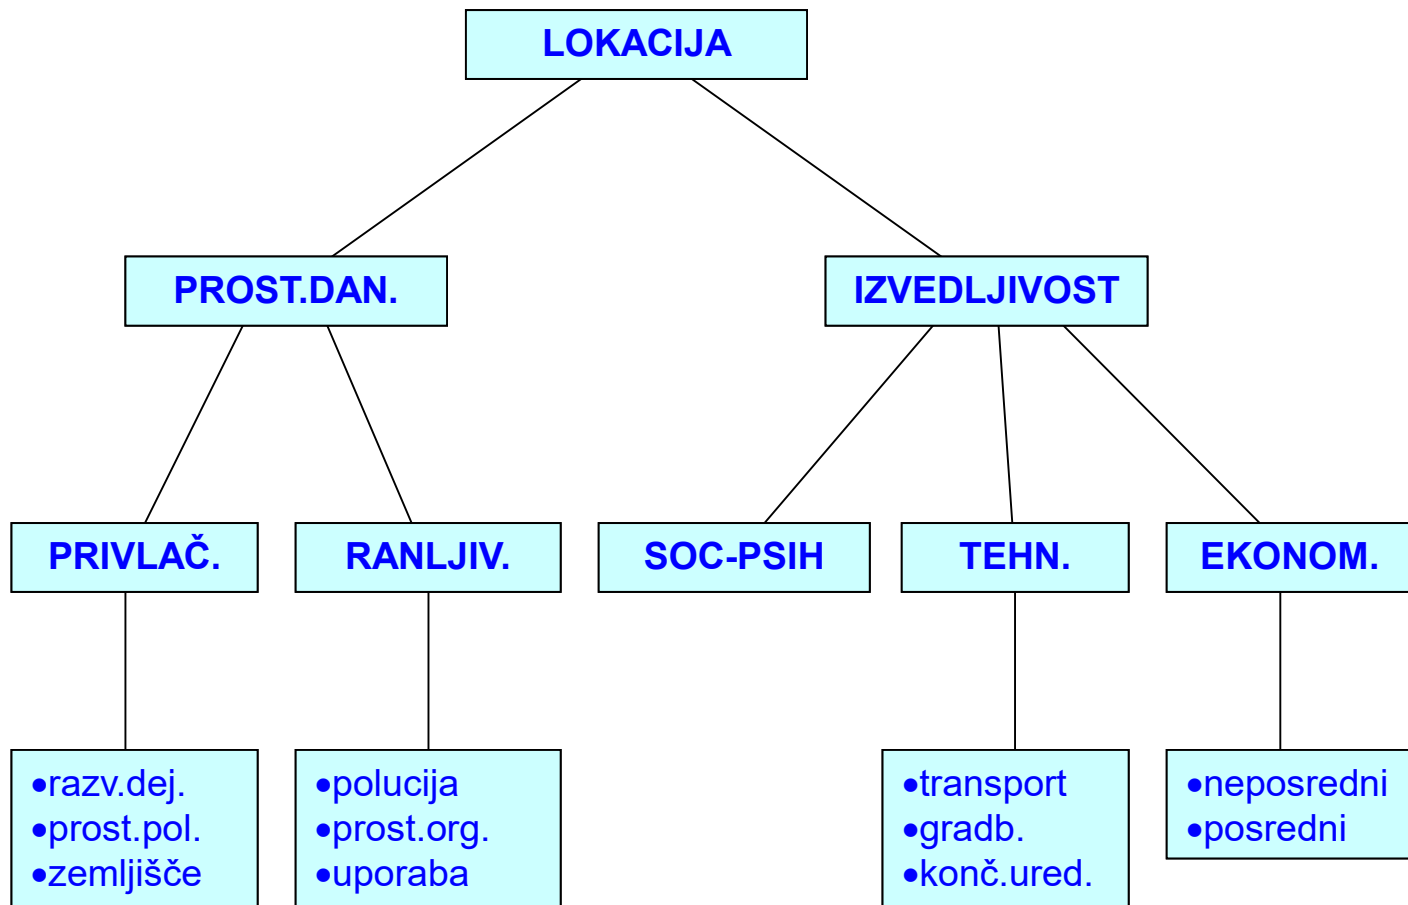 LOKACIJA
PROST.DAN.
IZVEDLJIVOST
PRIVLAČ.
RANLJIV.
SOC-PSIH
TEHN.
EKONOM.
•razv.dej.
•prost.pol.
•zemljišče
•polucija
•prost.org.
•uporaba
•transport
•gradb.
•konč.ured.
•neposredni
•posredni